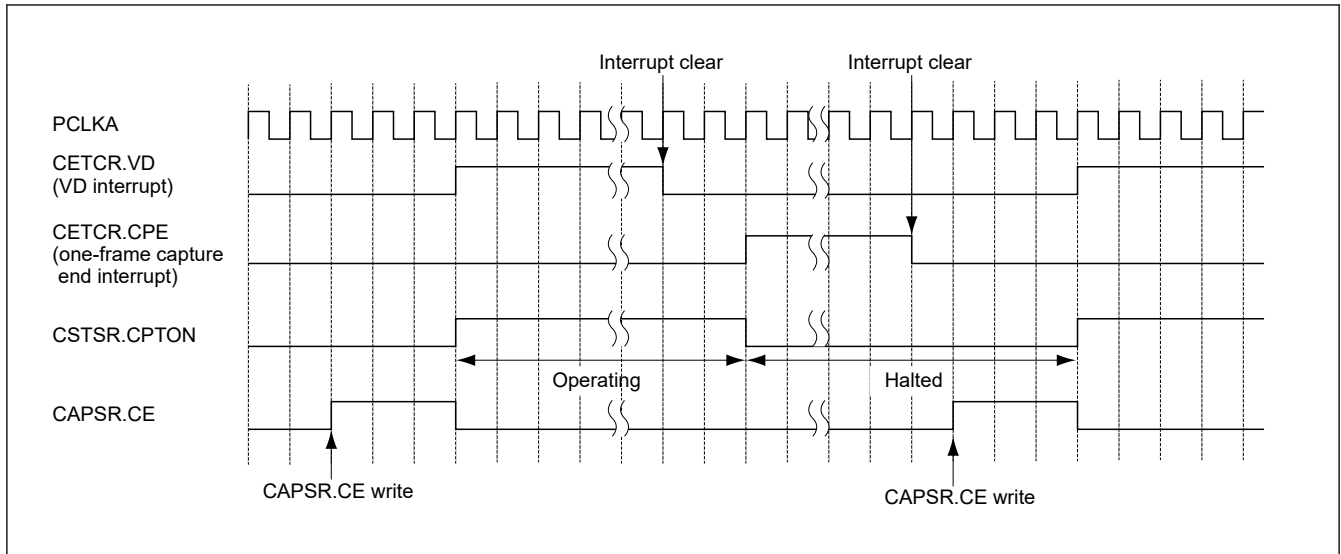 Interrupt clear
Interrupt clear
PCLKA
CETCR.VD
(VD interrupt)
CETCR.CPE
(one-frame capture
end interrupt)
CSTSR.CPTON
Operating
Halted
CAPSR.CE
CAPSR.CE write
CAPSR.CE write